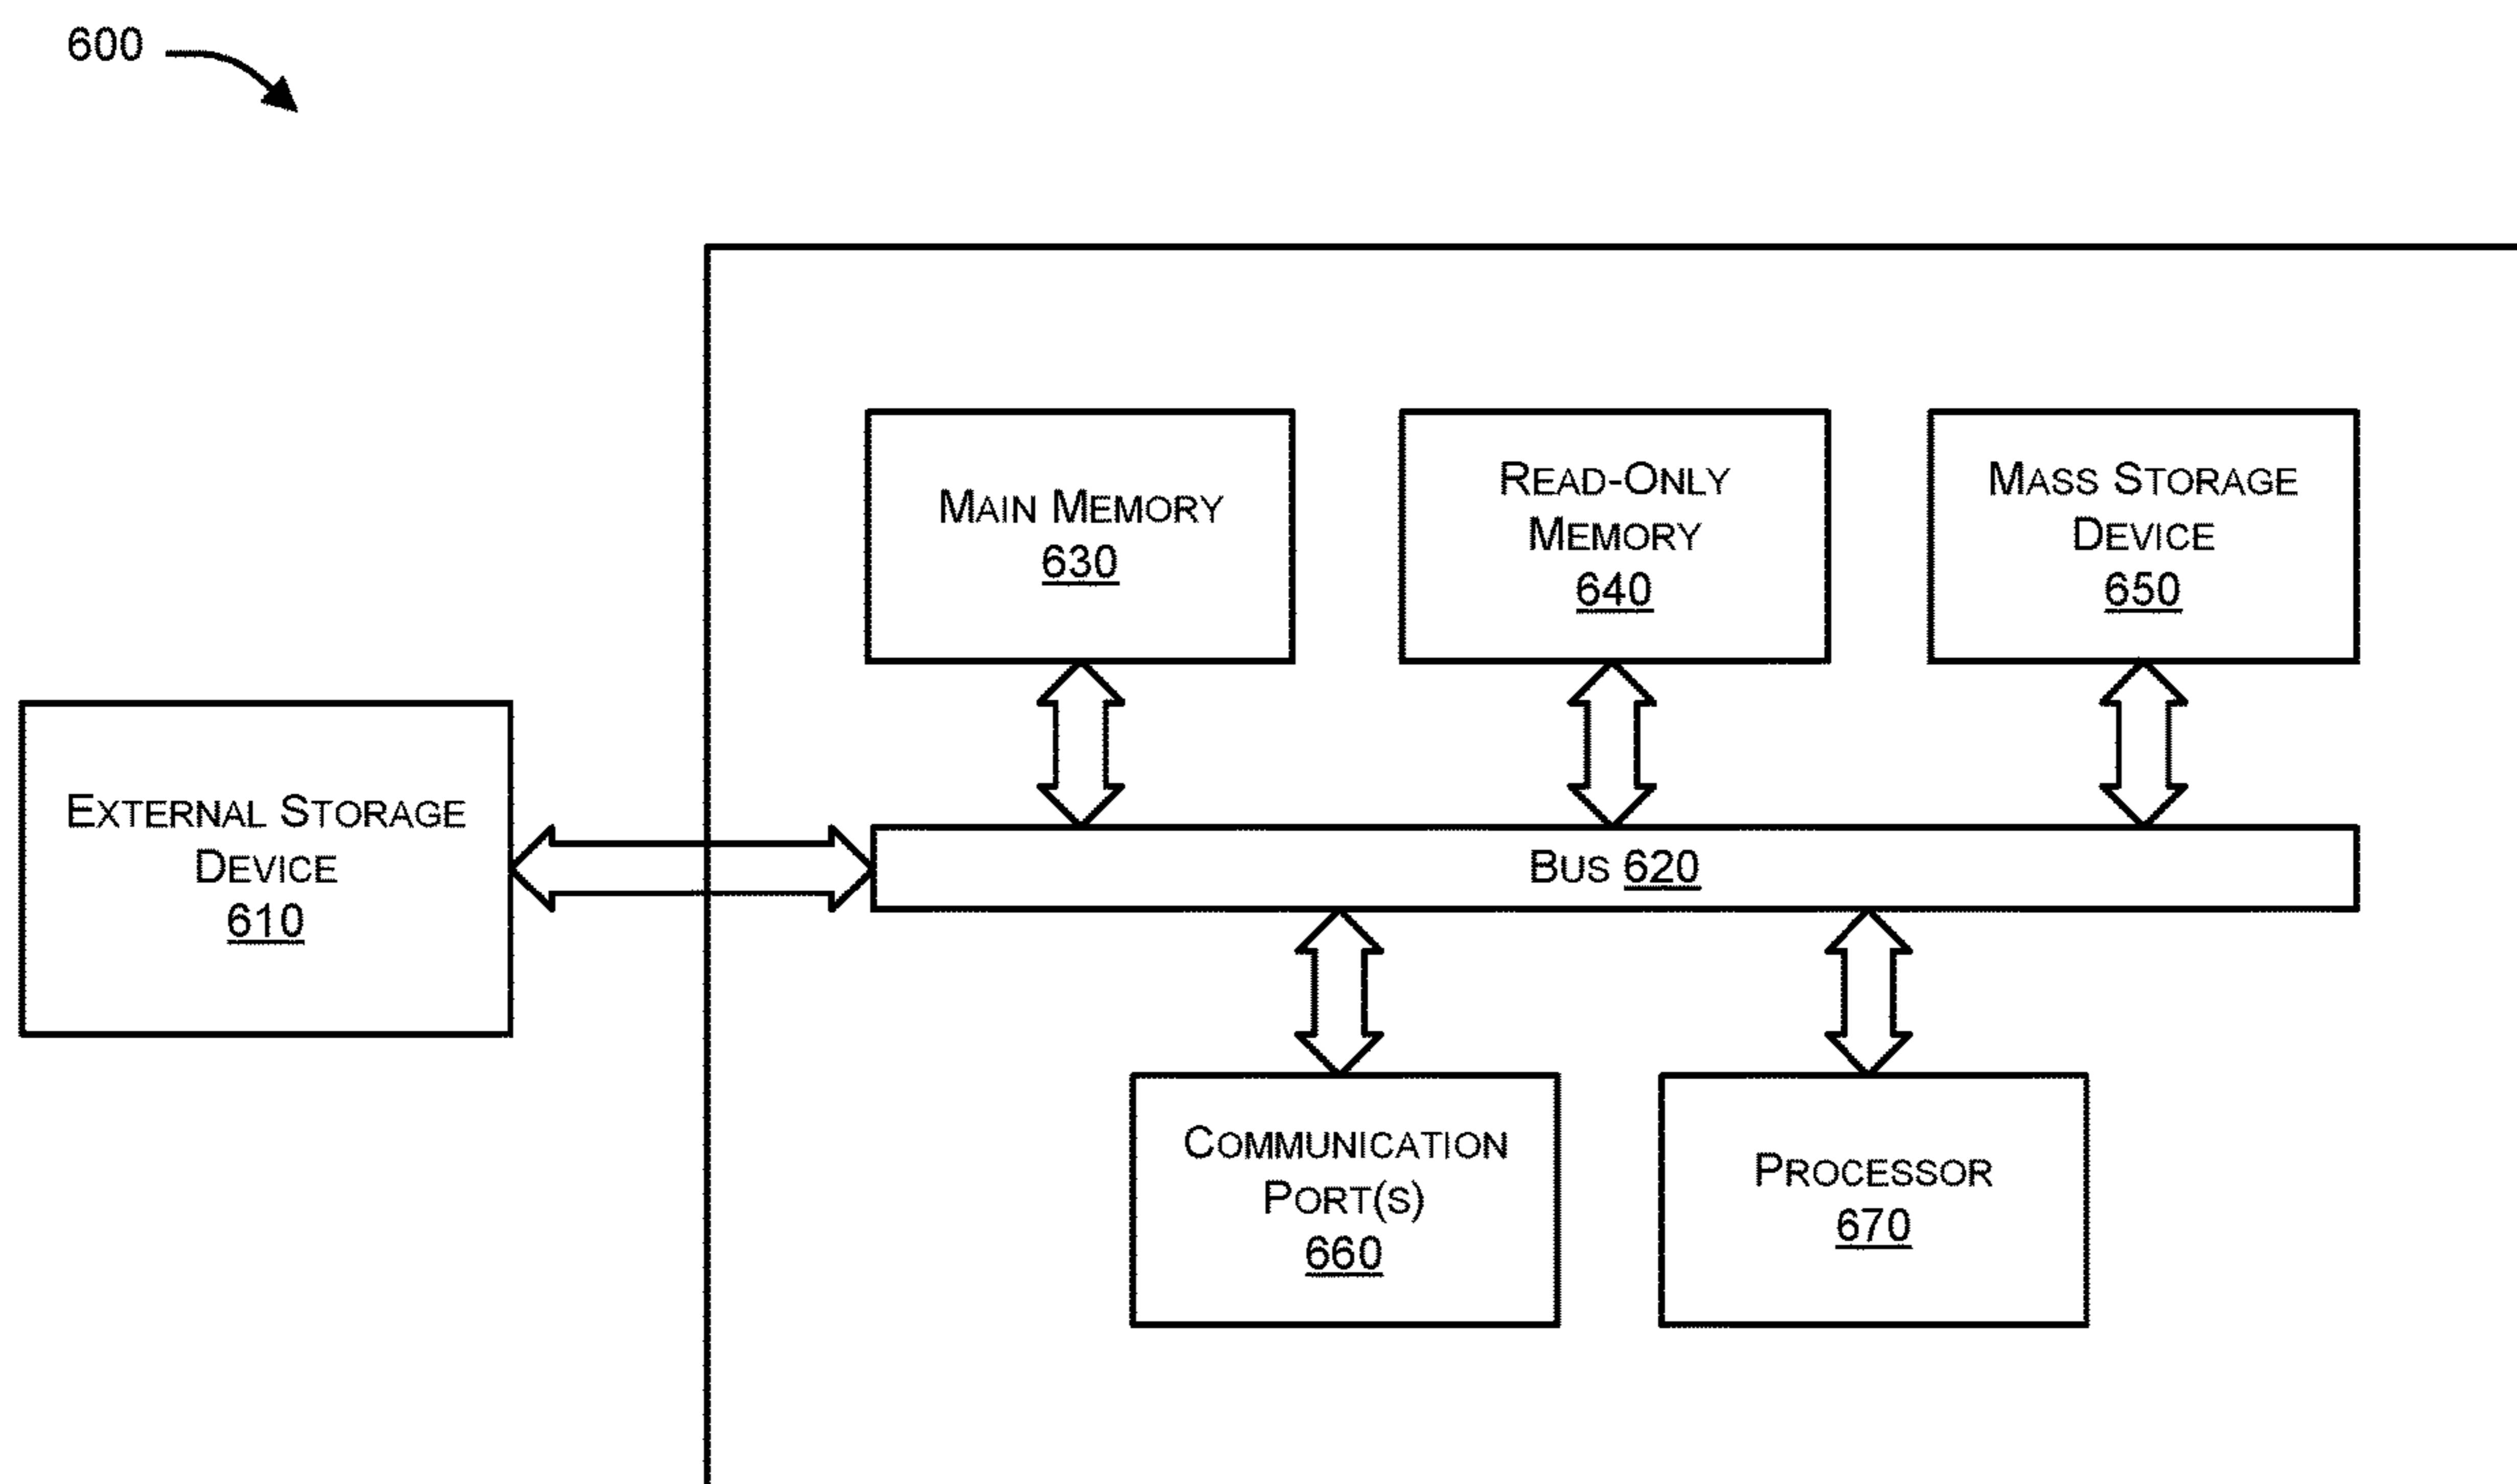 600
MAIN MEMORY
630
READ-ONLY
MEMORY
640
MASS STORAGE
DEVICE
650
EXTERNAL STORAGE
DEVICE
610
BUS 620
COMMUNICATION
PORT(S)
660
PROCESSOR
670